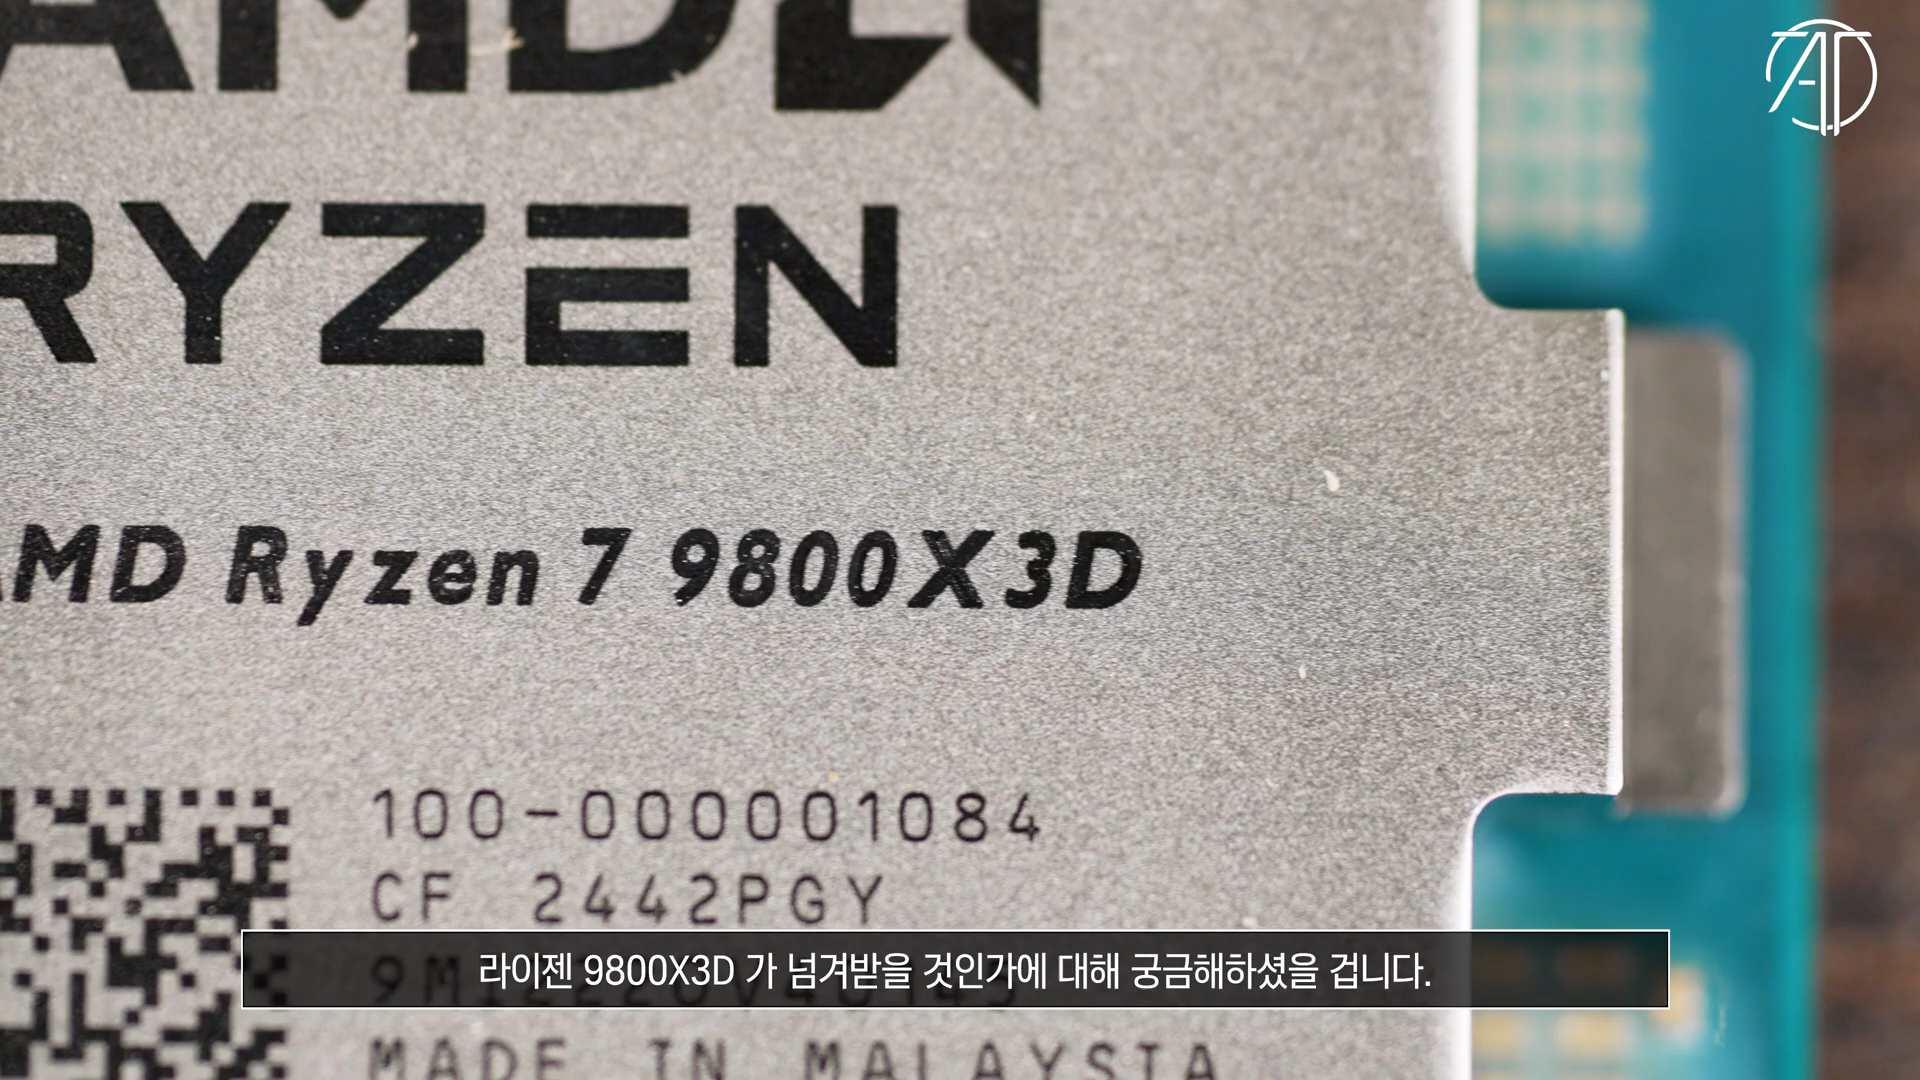 AMD
RYZEN
AMD Ryzen 7 9800X3D
100-000001084
CF 2442PGY
라이젠 9800X3D 가 넘겨받을 것인가에 대해 궁금해하셨을 겁니다.
MADE IN MALAYSIA